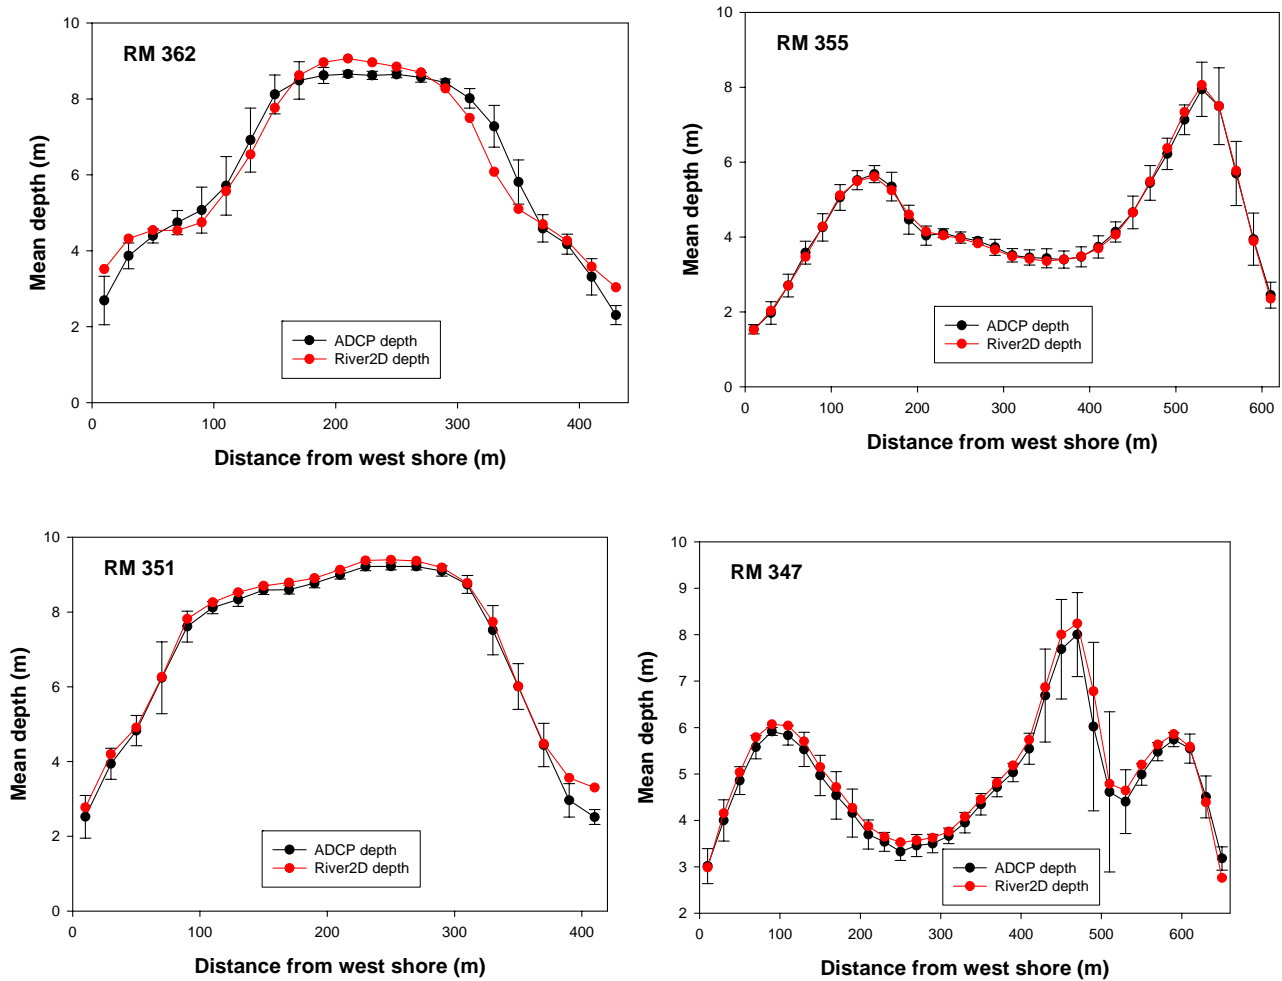 RM 362
10
8
6
4
2
0
Mean depth (m)
ADCP depth
River2D depth
0 100 200 300 400
Distance from west shore (m)
RM 355
10
8
6
4
2
0
Mean depth (m)
ADCP depth
River2D depth
0 100 200 300 400 500 600
Distance from west shore (m)
RM 351
10
8
6
4
2
0
Mean depth (m)
ADCP depth
River2D depth
0 100 200 300 400
Distance from west shore (m)
RM 347
10
9
8
7
6
5
4
3
2
Mean depth (m)
ADCP depth
River2D depth
0 100 200 300 400 500 600
Distance from west shore (m)